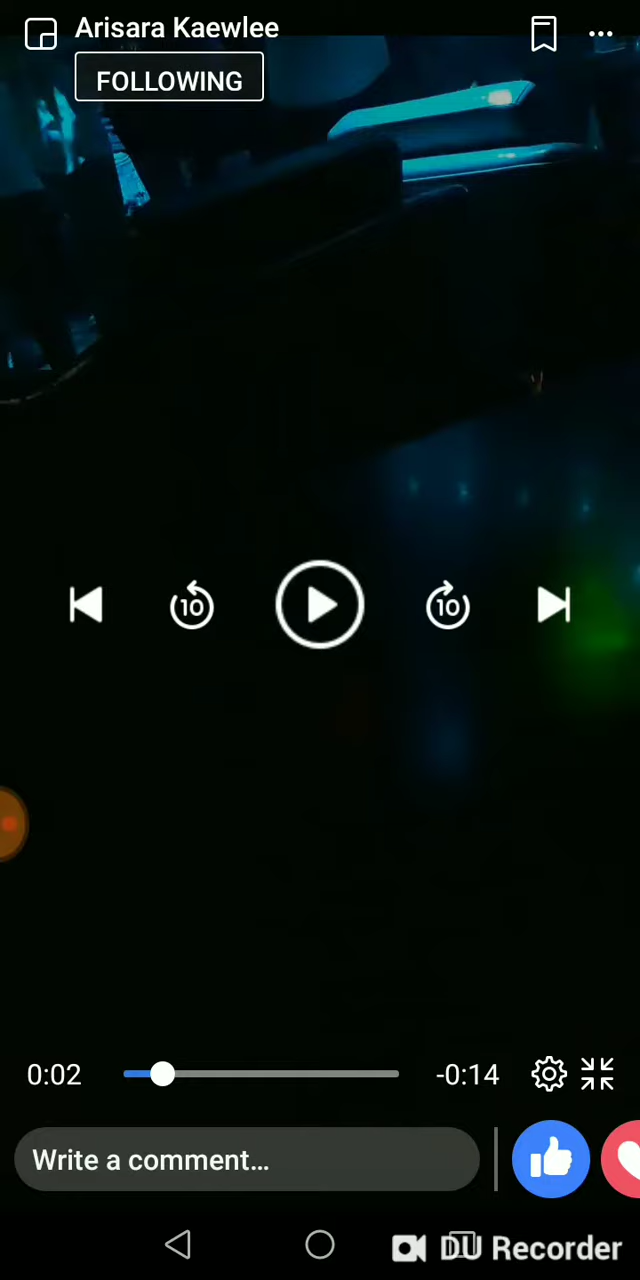 Arisara Kaewlee
FOLLOWING
10
10
0:02
-0:14
Write a comment...
DU Recorder